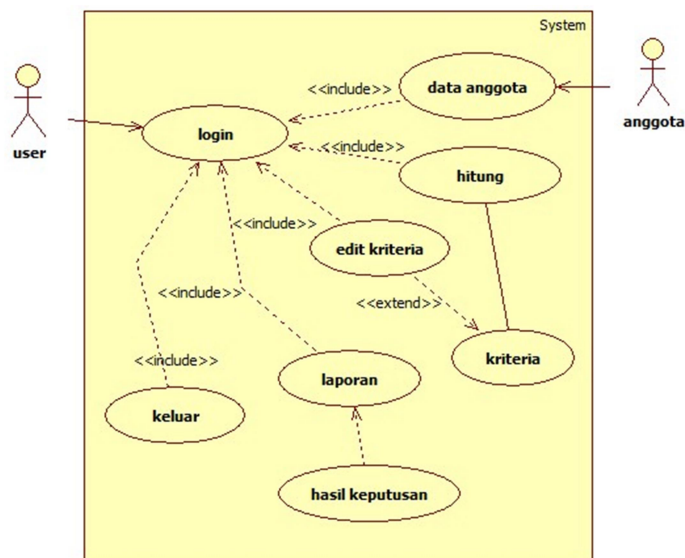 System
<<include>>
data anggota
anggota
user
login
<<include>>
hitung
<<include>>
edit kriteria
<<include>>
<<extend>>
kriteria
<<include>>
laporan
keluar
hasil keputusan